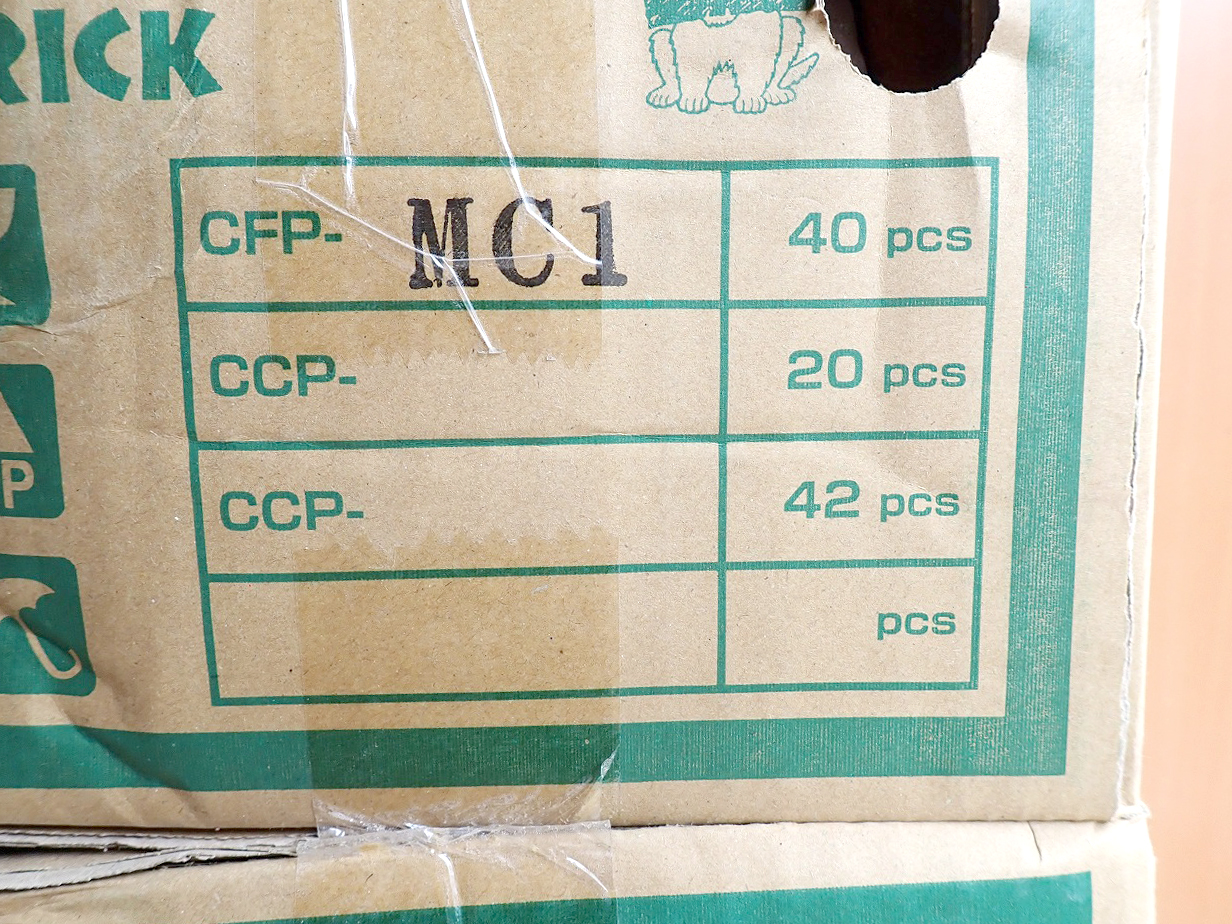 RICK
CFP- MC1 40 pcs
CCP- 20 pcs
CCP- 42 pcs
pcs
P